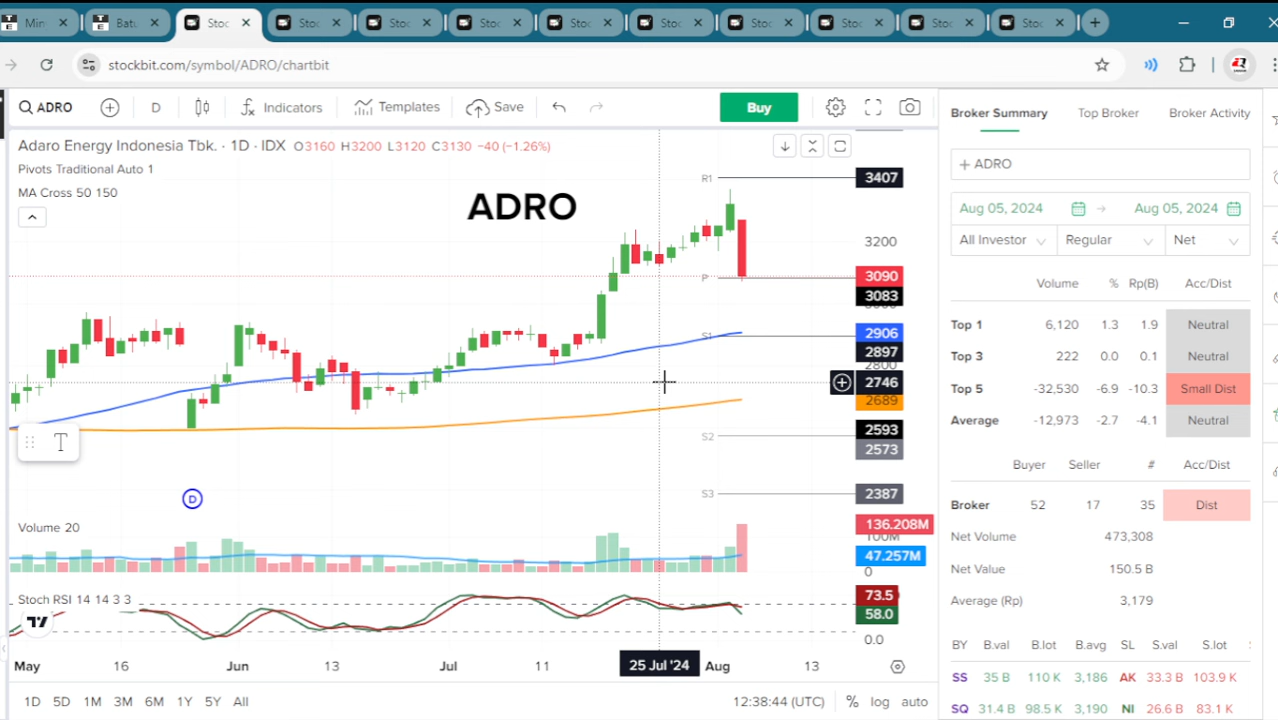 Min
Batu
Stoc
Stoc
Stoc
Stoc
Stoc
Stoc
Stoc
Stoc
Stoc
Stoc
stockbit.com/symbol/ADRO/chartbit
ADRO
D
Indicators
Templates
Save
Buy
Adaro Energy Indonesia Tbk. · 1D · IDX O3160 H3200 L3120 C3130 −40 (−1.26%)
Pivots Traditional Auto 1
MA Cross 50 150
ADRO
R1
P
S1
S2
S3
3407
3200
3090
3083
2906
2897
2800
2746
2689
2593
2573
2387
T
D
Volume 20
136.208M
100M
47.257M
0
Stoch RSI 14 14 3 3
73.5
58.0
0.0
May 16 Jun 13 Jul 11 25 Jul '24 Aug 13
1D 5D 1M 3M 6M 1Y 5Y All
12:38:44 (UTC) % log auto
Broker Summary Top Broker Broker Activity
+ ADRO
Aug 05, 2024 → Aug 05, 2024
All Investor Regular Net
Volume % Rp(B) Acc/Dist
Top 1 6,120 1.3 1.9 Neutral
Top 3 222 0.0 0.1 Neutral
Top 5 -32,530 -6.9 -10.3 Small Dist
Average -12,973 -2.7 -4.1 Neutral
Buyer Seller # Acc/Dist
Broker 52 17 35 Dist
Net Volume 473,308
Net Value 150.5 B
Average (Rp) 3,179
BY B.val B.lot B.avg SL S.val S.lot
SS 35 B 110 K 3,186 AK 33.3 B 103.9 K
SQ 31.4 B 98.5 K 3,190 NI 26.6 B 83.1 K